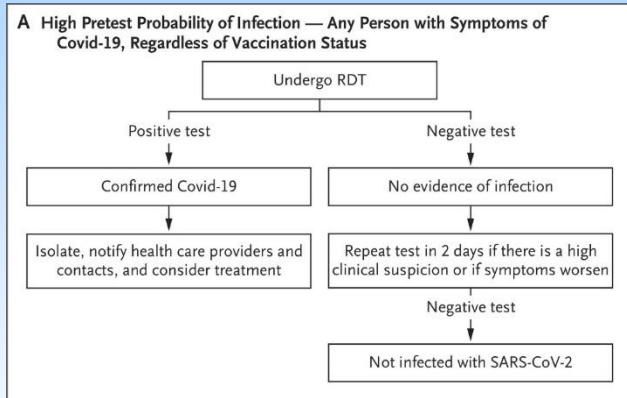 A High Pretest Probability of Infection — Any Person with Symptoms of
Covid-19, Regardless of Vaccination Status
Undergo RDT
Positive test
Negative test
Confirmed Covid-19
No evidence of infection
Isolate, notify health care providers and
contacts, and consider treatment
Repeat test in 2 days if there is a high
clinical suspicion or if symptoms worsen
Negative test
Not infected with SARS-CoV-2